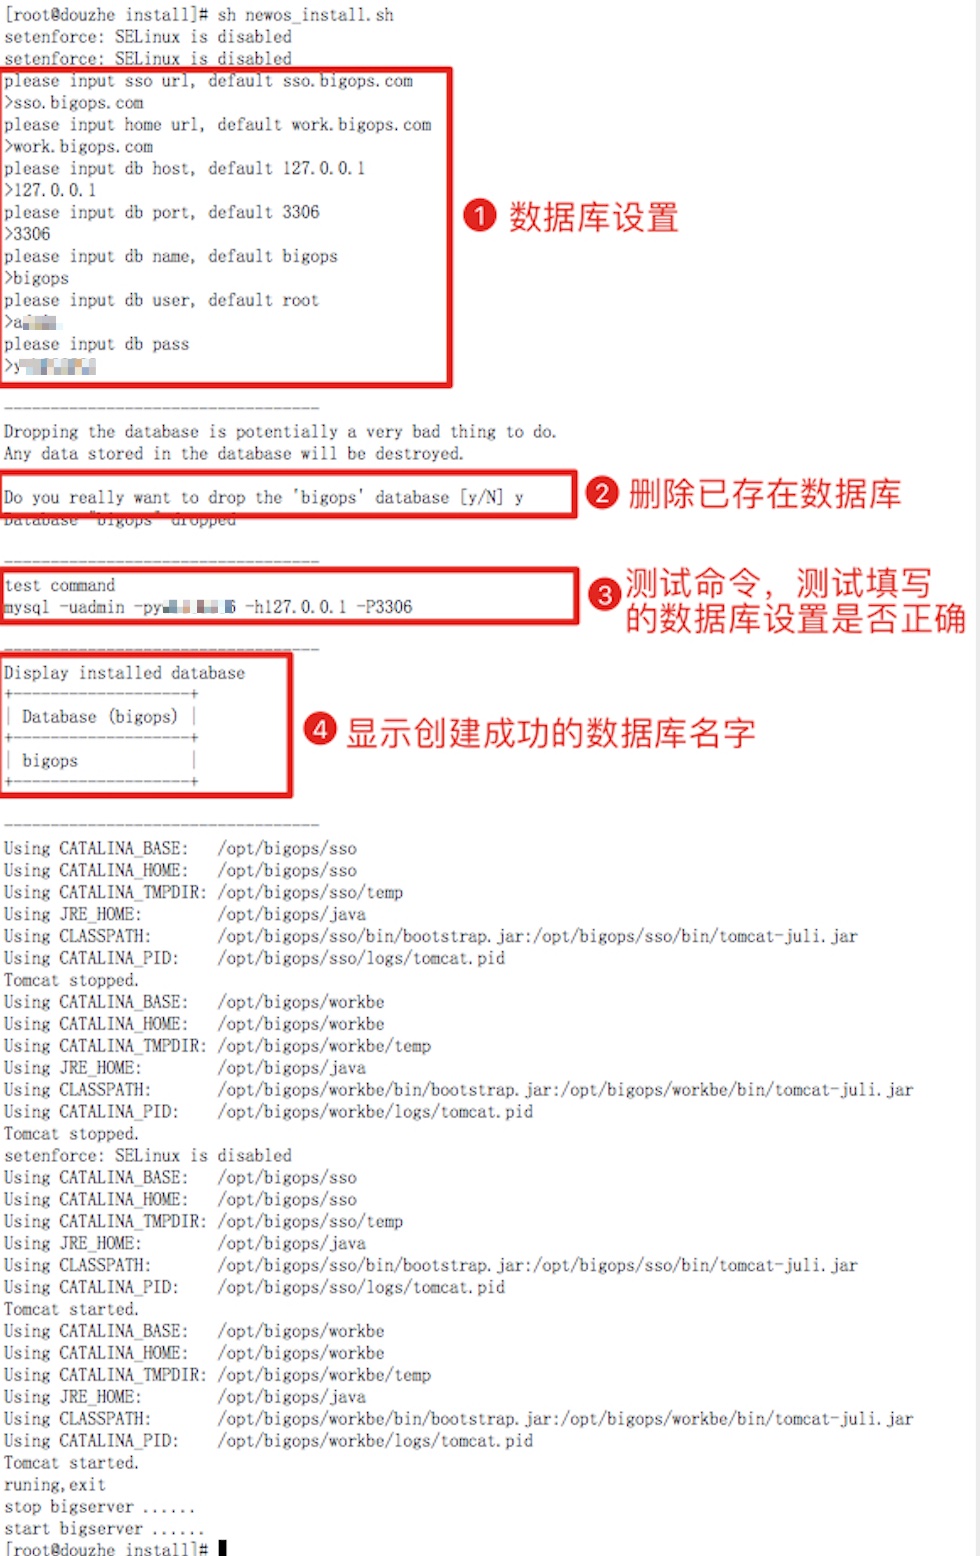 [root@douzhe install]# sh newos_install.sh
setenforce: SELinux is disabled
setenforce: SELinux is disabled
please input sso url, default sso.bigops.com
>sso.bigops.com
please input home url, default work.bigops.com
>work.bigops.com
please input db host, default 127.0.0.1
>127.0.0.1
please input db port, default 3306
>3306
please input db name, default bigops
>bigops
please input db user, default root
>a
please input db pass
>y
1 数据库设置
----------------------------------
Dropping the database is potentially a very bad thing to do.
Any data stored in the database will be destroyed.
Do you really want to drop the 'bigops' database [y/N] y
2 删除已存在数据库
Database "bigops" dropped
----------------------------------
test command
mysql -uadmin -py 6 -h127.0.0.1 -P3306
3 测试命令，测试填写
的数据库设置是否正确
----------------------------------
Display installed database
+-------------------+
| Database (bigops) |
+-------------------+
| bigops            |
+-------------------+
4 显示创建成功的数据库名字
----------------------------------
Using CATALINA_BASE:   /opt/bigops/sso
Using CATALINA_HOME:   /opt/bigops/sso
Using CATALINA_TMPDIR: /opt/bigops/sso/temp
Using JRE_HOME:        /opt/bigops/java
Using CLASSPATH:       /opt/bigops/sso/bin/bootstrap.jar:/opt/bigops/sso/bin/tomcat-juli.jar
Using CATALINA_PID:    /opt/bigops/sso/logs/tomcat.pid
Tomcat stopped.
Using CATALINA_BASE:   /opt/bigops/workbe
Using CATALINA_HOME:   /opt/bigops/workbe
Using CATALINA_TMPDIR: /opt/bigops/workbe/temp
Using JRE_HOME:        /opt/bigops/java
Using CLASSPATH:       /opt/bigops/workbe/bin/bootstrap.jar:/opt/bigops/workbe/bin/tomcat-juli.jar
Using CATALINA_PID:    /opt/bigops/workbe/logs/tomcat.pid
Tomcat stopped.
setenforce: SELinux is disabled
Using CATALINA_BASE:   /opt/bigops/sso
Using CATALINA_HOME:   /opt/bigops/sso
Using CATALINA_TMPDIR: /opt/bigops/sso/temp
Using JRE_HOME:        /opt/bigops/java
Using CLASSPATH:       /opt/bigops/sso/bin/bootstrap.jar:/opt/bigops/sso/bin/tomcat-juli.jar
Using CATALINA_PID:    /opt/bigops/sso/logs/tomcat.pid
Tomcat started.
Using CATALINA_BASE:   /opt/bigops/workbe
Using CATALINA_HOME:   /opt/bigops/workbe
Using CATALINA_TMPDIR: /opt/bigops/workbe/temp
Using JRE_HOME:        /opt/bigops/java
Using CLASSPATH:       /opt/bigops/workbe/bin/bootstrap.jar:/opt/bigops/workbe/bin/tomcat-juli.jar
Using CATALINA_PID:    /opt/bigops/workbe/logs/tomcat.pid
Tomcat started.
runing,exit
stop bigserver ......
start bigserver ......
[root@douzhe install]#